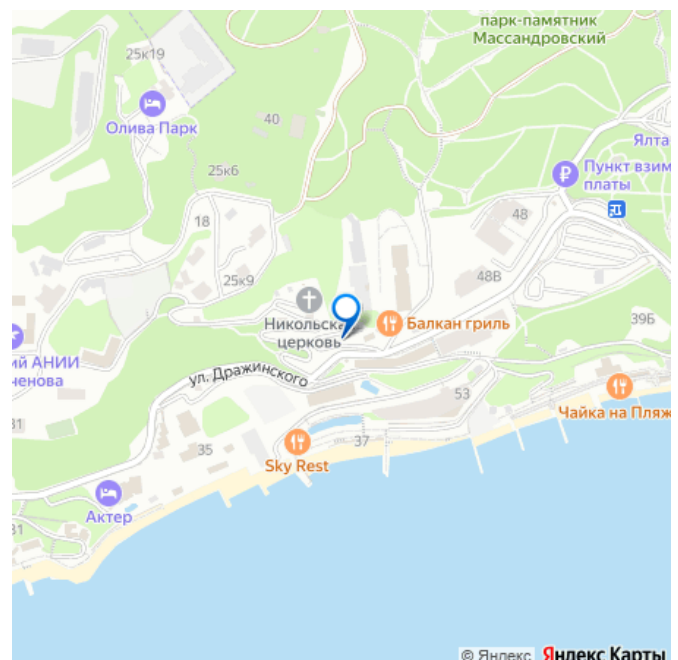 парк-памятник
Массандровский
25к19
Олива Парк
40
Ялта
Пункт взим
платы
25к6
18
48
25к9
48В
Никольска
церковь
Балкан гриль
39Б
ий АНИИ
ченова
ул. Дражинского
53
Чайка на Пляж
31
35
37
Sky Rest
Актер
31
© Яндекс Яндекс Карты